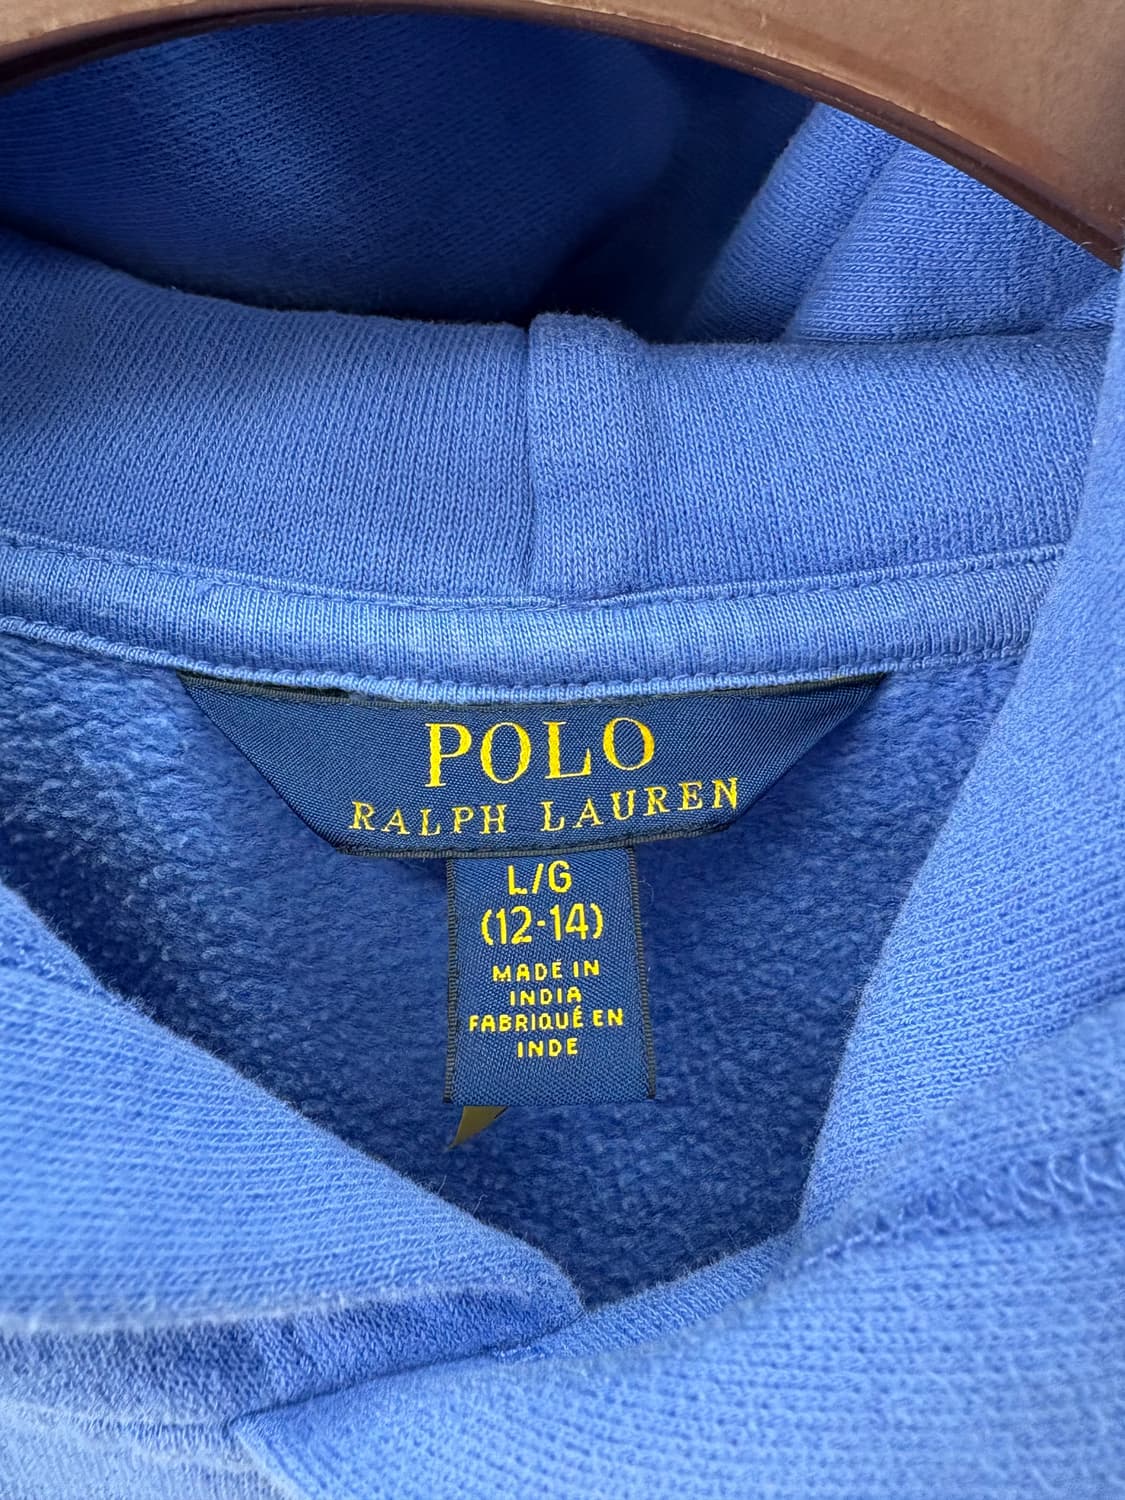 POLO
RALPH LAUREN
L/G
(12-14)
MADE IN
INDIA
FABRIQUÉ EN
INDE